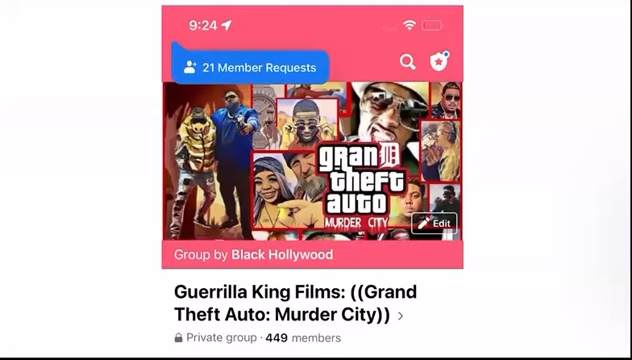 9:24
21 Member Requests
granD
theft
auto
MURDER CITY
Edit
Group by Black Hollywood
Guerrilla King Films: ((Grand
Theft Auto: Murder City))
Private group · 449 members